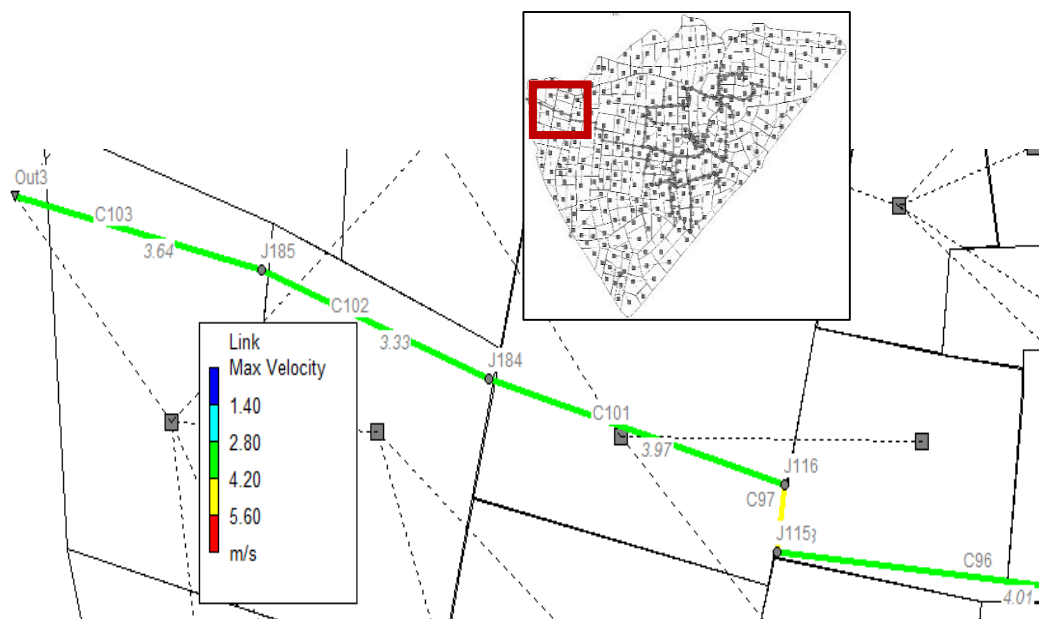 Out3
C103
3.64
J185
C102
3.33
J184
C101
3.97
J116
C97
J115
C96
4.01
Link
Max Velocity
1.40
2.80
4.20
5.60
m/s